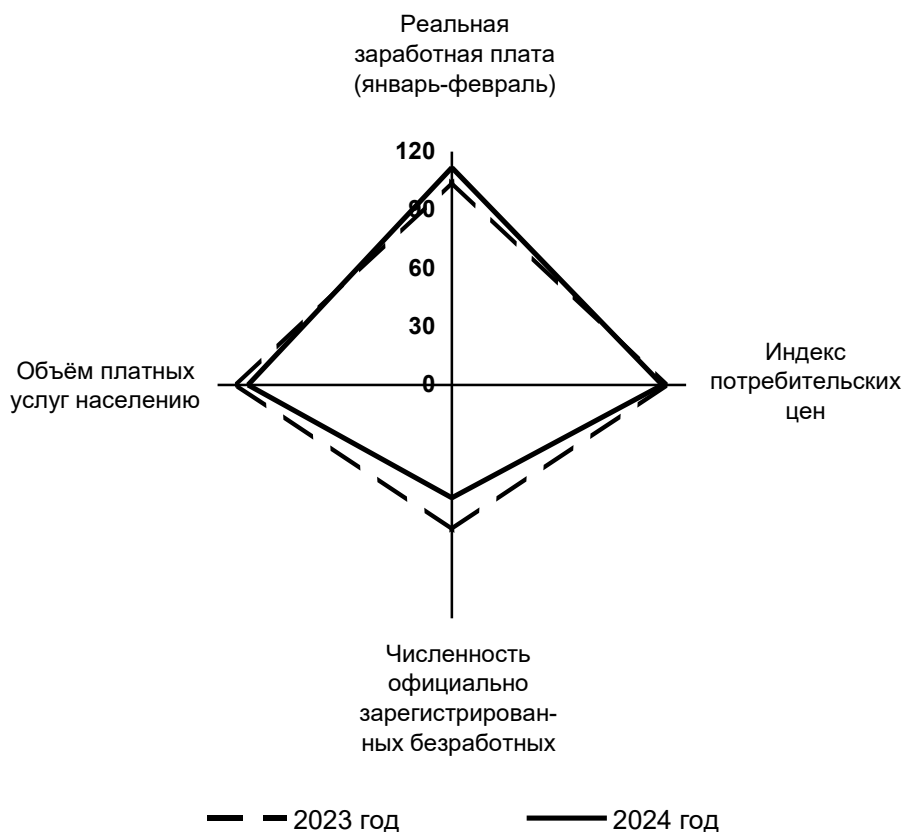 Реальная
заработная плата
(январь-февраль)
120
90
60
30
0
Объём платных
услуг населению
Индекс
потребительских
цен
Численность
официально
зарегистрирован-
ных безработных
2023 год
2024 год